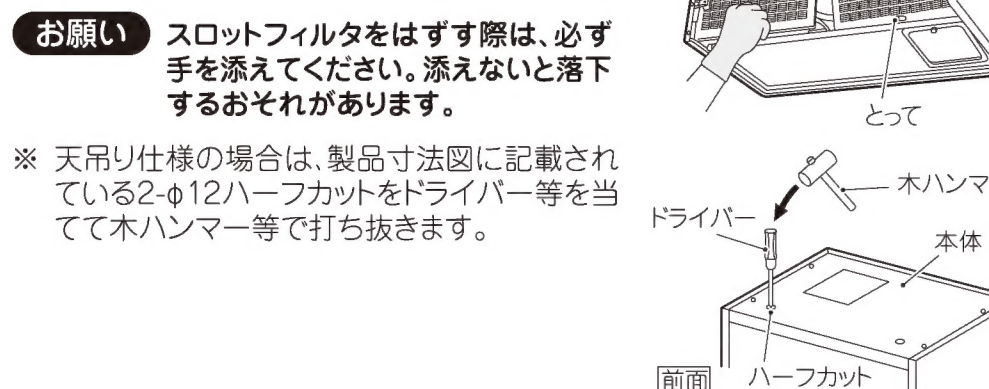 お願い スロットフィルタをはずす際は、必ず
手を添えてください。添えないと落下
するおそれがあります。
※ 天吊り仕様の場合は、製品寸法図に記載され
ている2-φ12ハーフカットをドライバー等を当
てて木ハンマー等で打ち抜きます。
とって
木ハンマ
ドライバー
本体
ハーフカット
前面